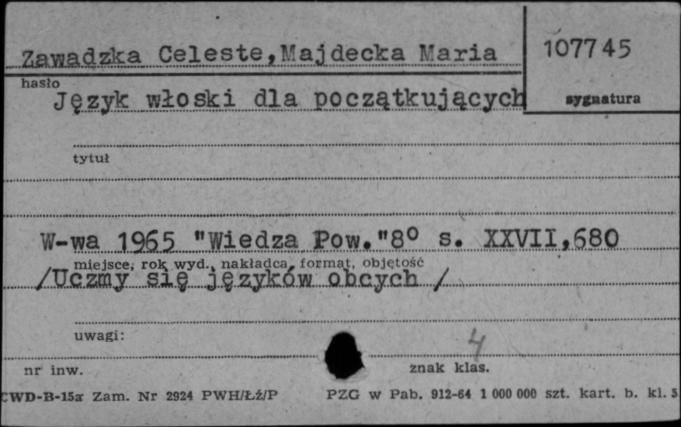 Zawadzka Celeste,Majdecka Maria
107745
hasło
sygnatura
Język włoski dla początkujących
tytuł
W-wa 1965 "Wiedza Pow."8° s. XXVII,680
miejsce, rok wyd., nakładca, format, objętość
/Uczmy się języków obcych /
uwagi:
4
nr inw.
znak klas.
CWD-B-15a Zam. Nr 2924 PWH/Łź/P
PZG w Pab. 912-64 1 000 000 szt. kart. b. kl. 5